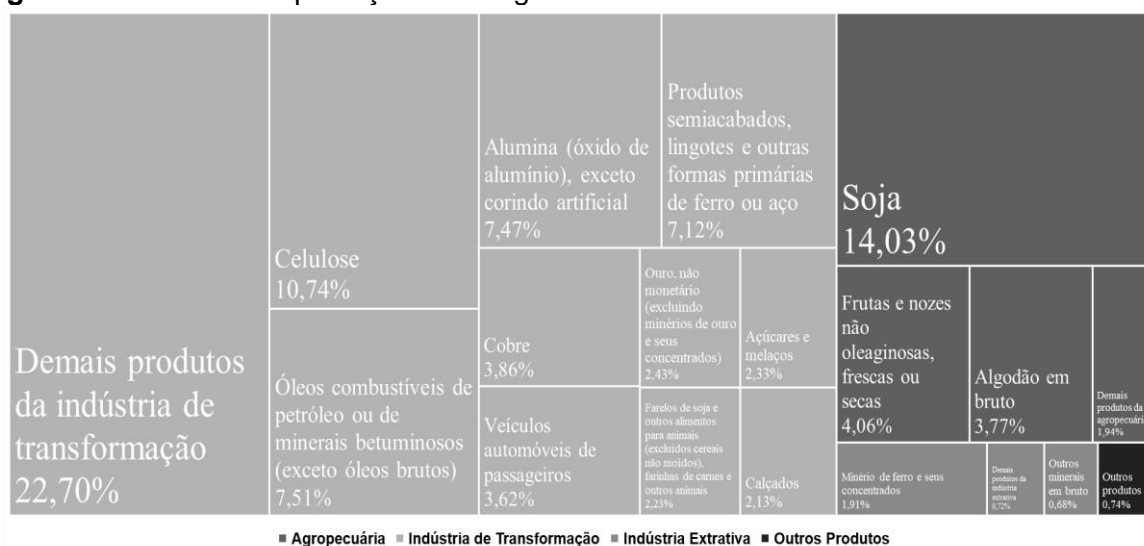 Demais produtos
da indústria de
transformação
22,70%
Celulose
10,74%
Óleos combustíveis de
petróleo ou de
minerais betuminosos
(exceto óleos brutos)
7,51%
Alumina (óxido de
alumínio), exceto
corindo artificial
7,47%
Produtos
semiacabados,
lingotes e outras
formas primárias
de ferro ou aço
7,12%
Cobre
3,86%
Veículos
automóveis de
passageiros
3,62%
Ouro, não
monetário
(excluindo
minérios de ouro
e seus
concentrados)
2,43%
Açúcares e
melaços
2,33%
Farelos de soja e
outros alimentos
para animais
(excluídos cereais
não moídos),
farinhas de carnes e
outros animais
2,23%
Calçados
2,13%
Soja
14,03%
Frutas e nozes
não
oleaginosas,
frescas ou
secas
4,06%
Algodão em
bruto
3,77%
Demais
produtos da
agropecuária
1,94%
Minério de ferro e seus
concentrados
1,91%
Demais
produtos da
indústria
extrativa
0,72%
Outros
minerais
em bruto
0,68%
Outros
produtos
0,74%
Agropecuária Indústria de Transformação Indústria Extrativa Outros Produtos